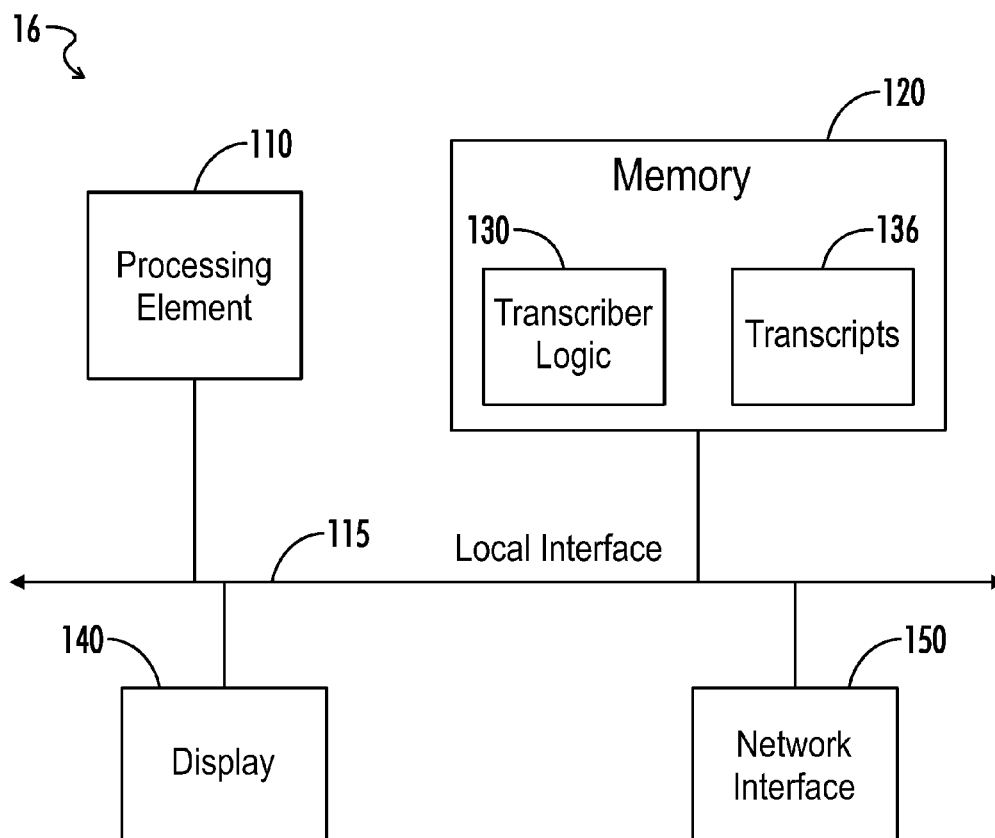 16
120
110
Memory
130
136
Processing
Element
Transcriber
Logic
Transcripts
115
Local Interface
140
150
Display
Network
Interface